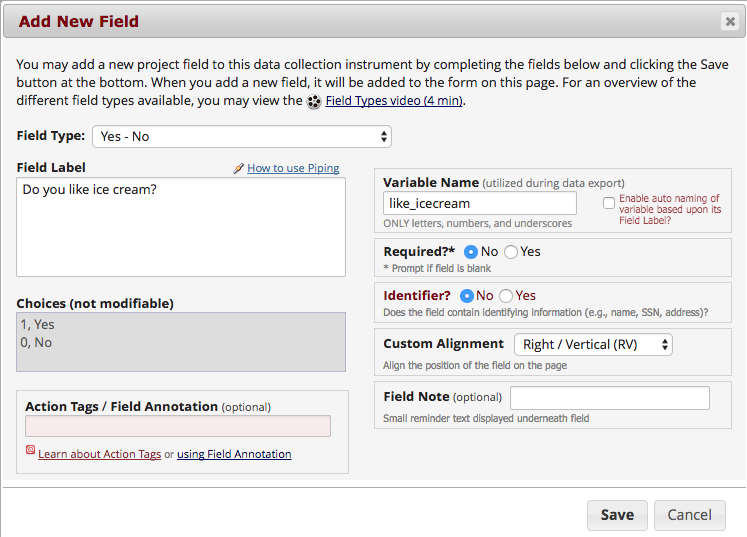 Add New Field
You may add a new project field to this data collection instrument by completing the fields below and clicking the Save
button at the bottom. When you add a new field, it will be added to the form on this page. For an overview of the
different field types available, you may view the Field Types video (4 min).
Field Type: Yes - No
Field Label How to use Piping
Do you like ice cream?
Choices (not modifiable)
1, Yes
0, No
Action Tags / Field Annotation (optional)
Learn about Action Tags or using Field Annotation
Variable Name (utilized during data export)
like_icecream
ONLY letters, numbers, and underscores
Enable auto naming of
variable based upon its
Field Label?
Required?* No Yes
* Prompt if field is blank
Identifier? No Yes
Does the field contain identifying information (e.g., name, SSN, address)?
Custom Alignment Right / Vertical (RV)
Align the position of the field on the page
Field Note (optional)
Small reminder text displayed underneath field
Save Cancel